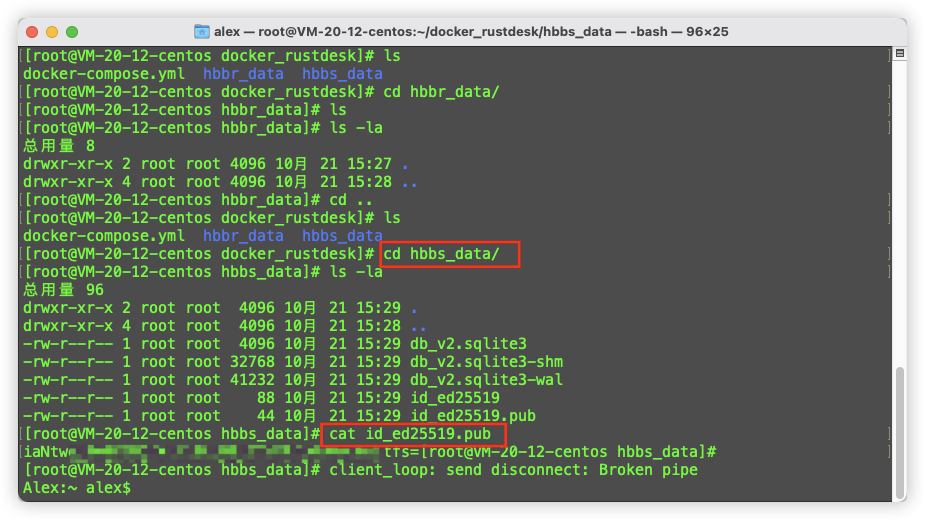 alex — root@VM-20-12-centos:~/docker_rustdesk/hbbs_data — -bash — 96×25
[[root@VM-20-12-centos docker_rustdesk]# ls ]
docker-compose.yml hbbr_data hbbs_data
[[root@VM-20-12-centos docker_rustdesk]# cd hbbr_data/ ]
[[root@VM-20-12-centos hbbr_data]# ls ]
[[root@VM-20-12-centos hbbr_data]# ls -la ]
总用量 8
drwxr-xr-x 2 root root 4096 10月 21 15:27 .
drwxr-xr-x 4 root root 4096 10月 21 15:28 ..
[[root@VM-20-12-centos hbbr_data]# cd .. ]
[[root@VM-20-12-centos docker_rustdesk]# ls ]
docker-compose.yml hbbr_data hbbs_data
[[root@VM-20-12-centos docker_rustdesk]# cd hbbs_data/ ]
[[root@VM-20-12-centos hbbs_data]# ls -la ]
总用量 96
drwxr-xr-x 2 root root 4096 10月 21 15:29 .
drwxr-xr-x 4 root root 4096 10月 21 15:28 ..
-rw-r--r-- 1 root root 4096 10月 21 15:29 db_v2.sqlite3
-rw-r--r-- 1 root root 32768 10月 21 15:29 db_v2.sqlite3-shm
-rw-r--r-- 1 root root 41232 10月 21 15:29 db_v2.sqlite3-wal
-rw-r--r-- 1 root root 88 10月 21 15:29 id_ed25519
-rw-r--r-- 1 root root 44 10月 21 15:29 id_ed25519.pub
[[root@VM-20-12-centos hbbs_data]# cat id_ed25519.pub ]
[root@VM-20-12-centos hbbs_data]# ]
[root@VM-20-12-centos hbbs_data]# client_loop: send disconnect: Broken pipe
Alex:~ alex$